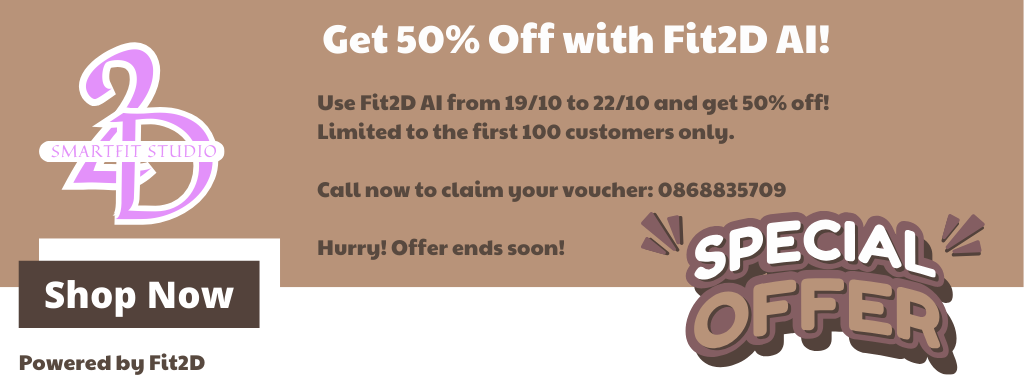 Get 50% Off with Fit2D AI!
2D
SMARTFIT STUDIO
Use Fit2D AI from 19/10 to 22/10 and get 50% off!
Limited to the first 100 customers only.
Call now to claim your voucher: 0868835709
Hurry! Offer ends soon!
SPECIAL
OFFER
Shop Now
Powered by Fit2D